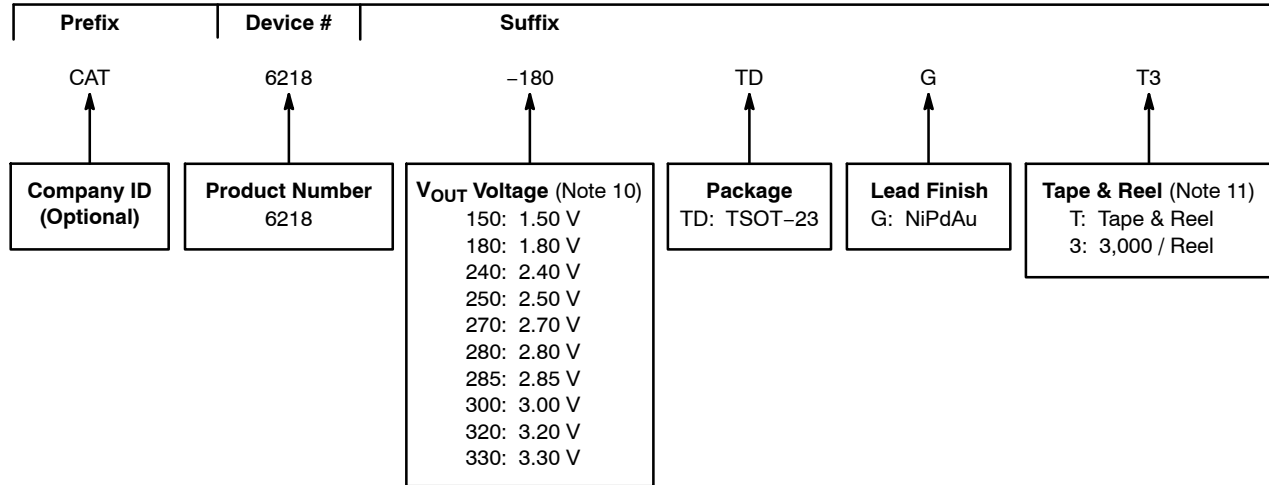 Prefix Device # Suffix
CAT 6218 −180 TD G T3
Company ID
(Optional)
Product Number
6218
VOUT Voltage (Note 10)
150: 1.50 V
180: 1.80 V
240: 2.40 V
250: 2.50 V
270: 2.70 V
280: 2.80 V
285: 2.85 V
300: 3.00 V
320: 3.20 V
330: 3.30 V
Package
TD: TSOT−23
Lead Finish
G: NiPdAu
Tape & Reel (Note 11)
T: Tape & Reel
3: 3,000 / Reel